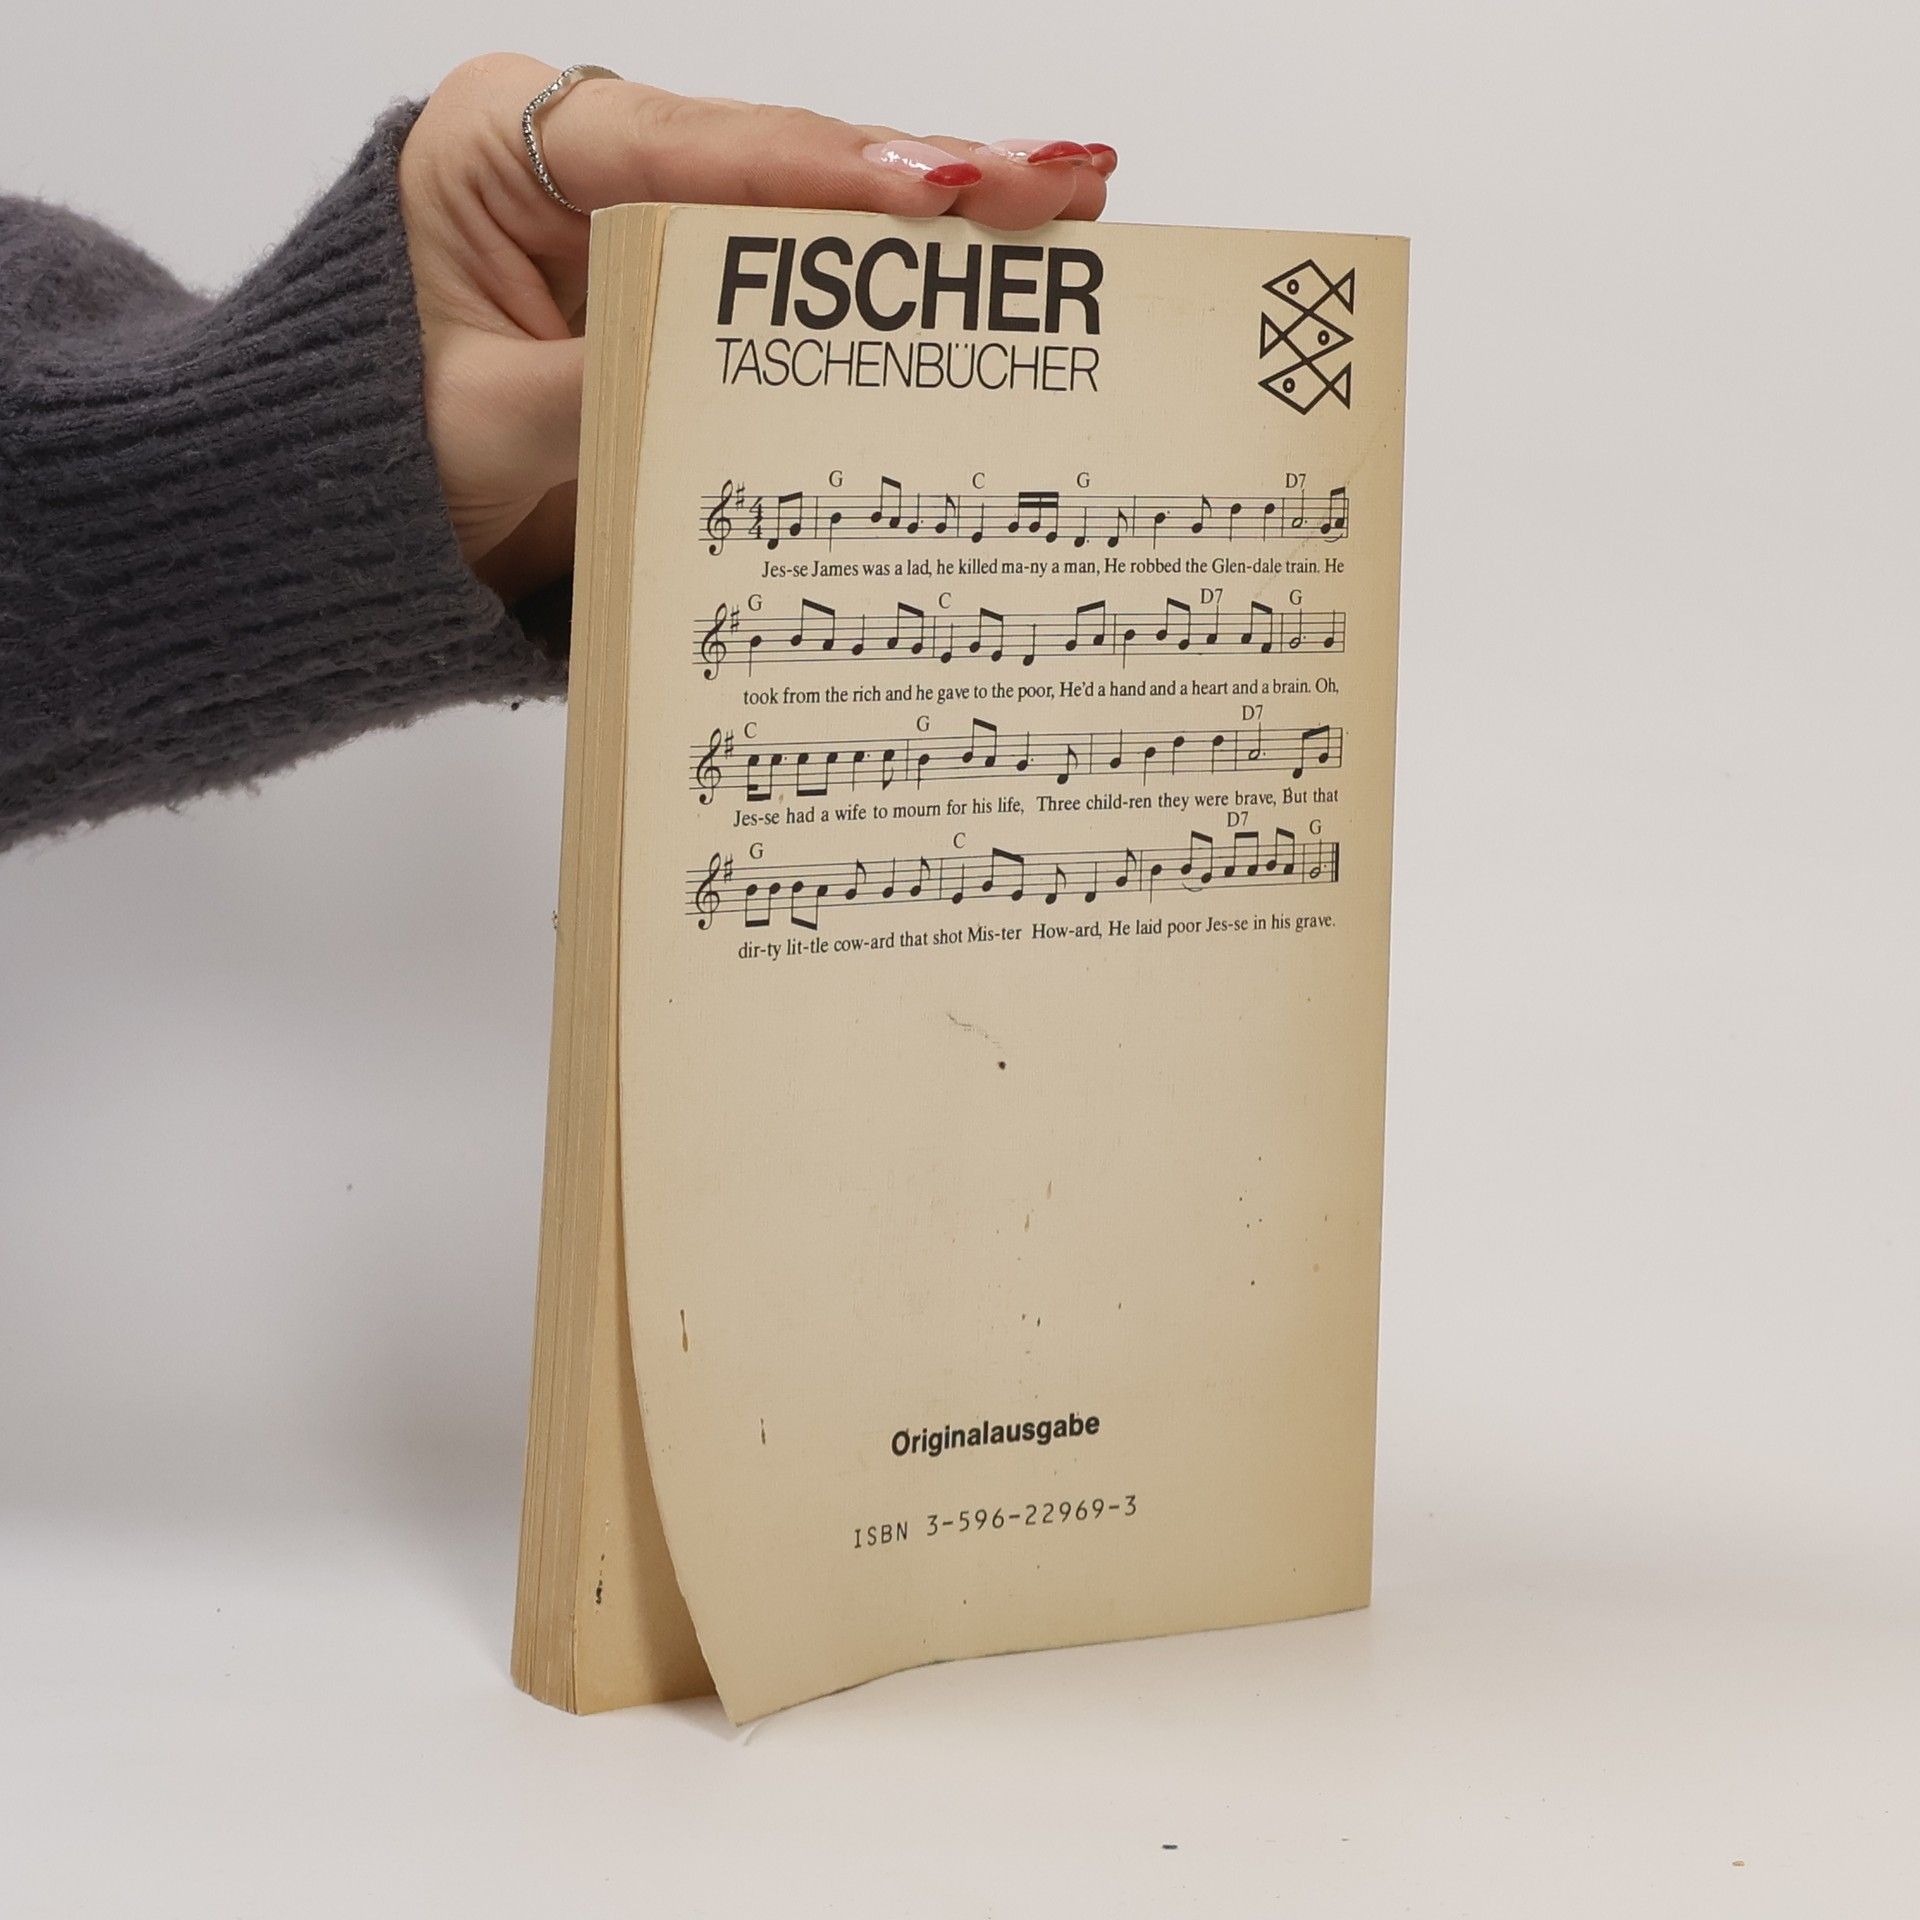 FISCHER
TASCHENBÜCHER
G C G D7
4
4
Jes-se James was a lad, he killed ma-ny a man, He robbed the Glen-dale train. He
G C D7 G
took from the rich and he gave to the poor, He'd a hand and a heart and a brain. Oh,
C G D7
Jes-se had a wife to mourn for his life, Three child-ren they were brave, But that
G C D7 G
dir-ty lit-tle cow-ard that shot Mis-ter How-ard, He laid poor Jes-se in his grave.
Originalausgabe
ISBN 3-596-22969-3